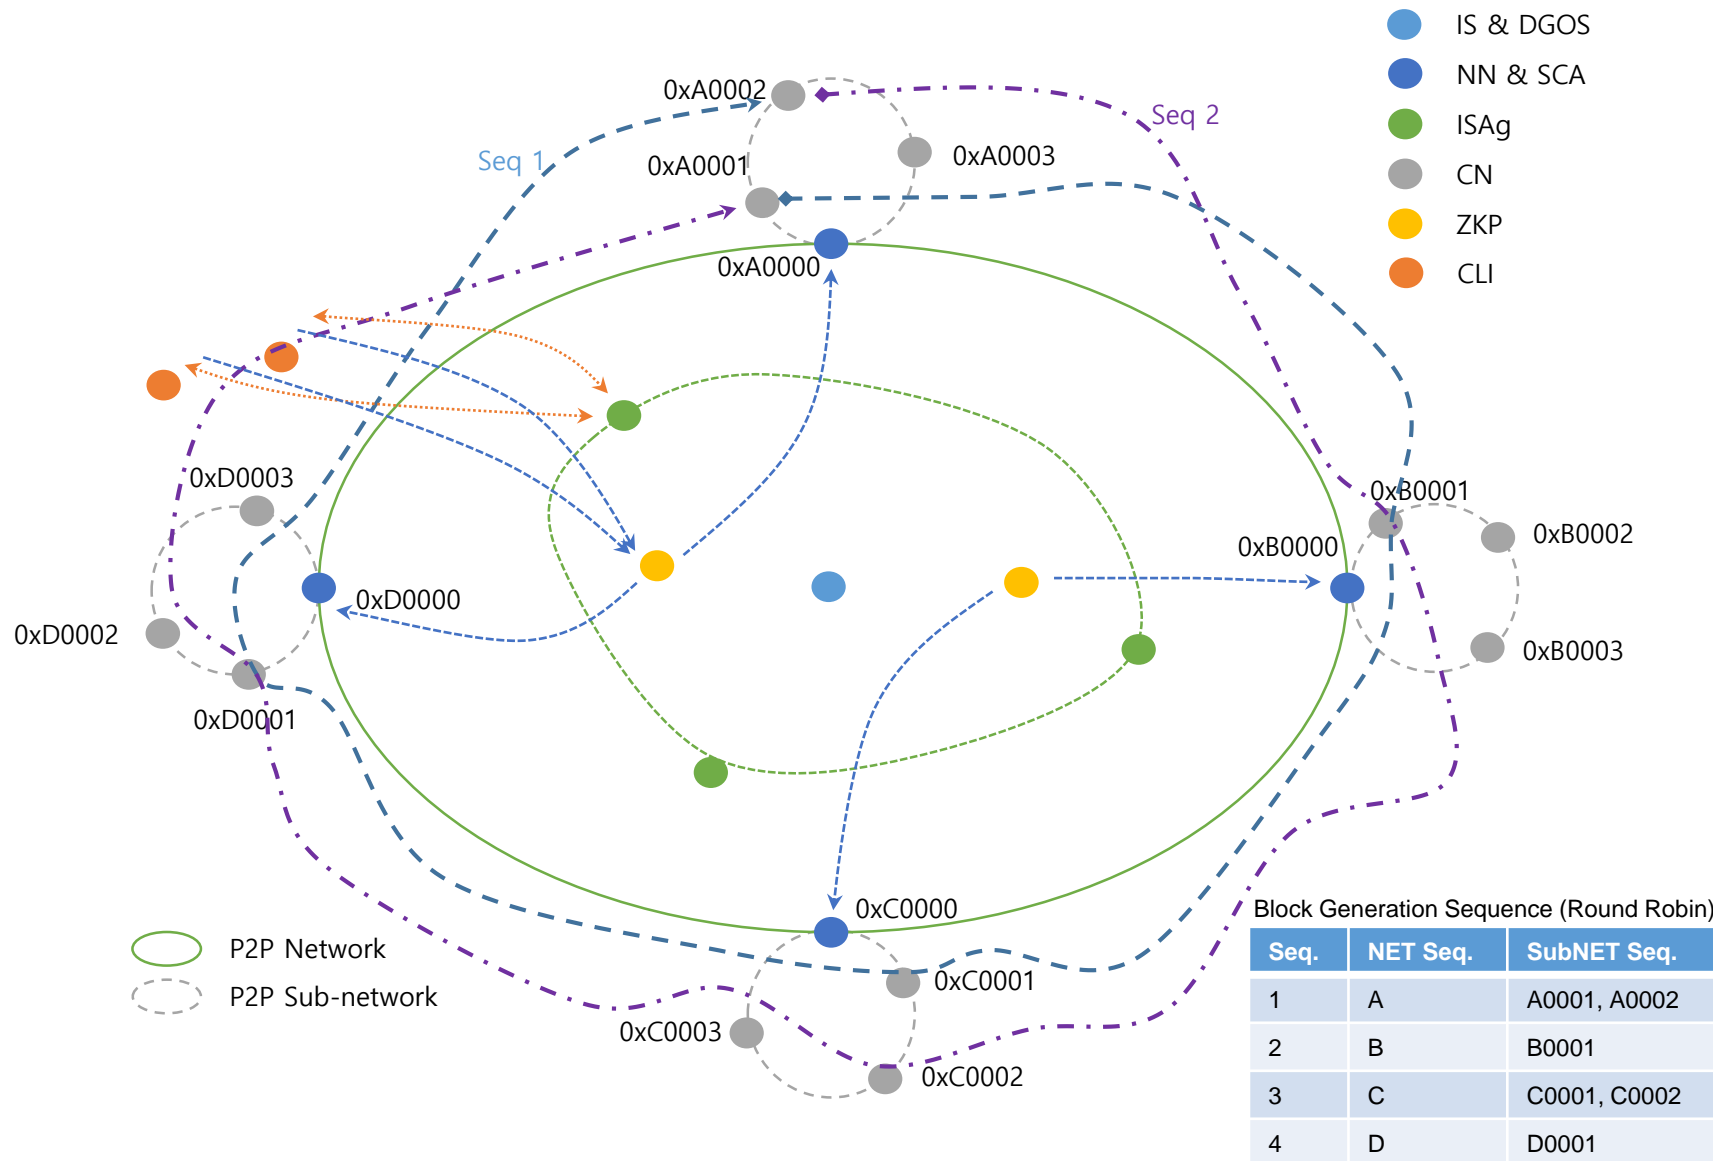 IS & DGOS
NN & SCA
ISAg
CN
ZKP
CLI
0xA0002
Seq 2
Seq 1
0xA0001
0xA0003
0xA0000
0xD0003
0xB0001
0xB0002
0xB0000
0xD0000
0xD0002
0xB0003
0xD0001
0xC0000
P2P Network
P2P Sub-network
0xC0001
0xC0003
0xC0002
Block Generation Sequence (Round Robin)
Seq. NET Seq. SubNET Seq.
1 A A0001, A0002
2 B B0001
3 C C0001, C0002
4 D D0001